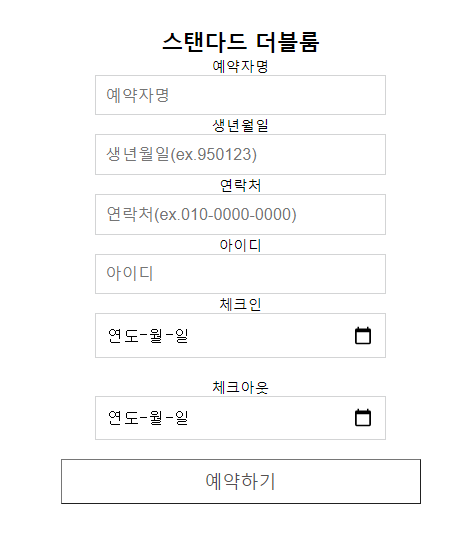 스탠다드 더블룸
예약자명
예약자명
생년월일
생년월일(ex.950123)
연락처
연락처(ex.010-0000-0000)
아이디
아이디
체크인
연도-월-일
체크아웃
연도-월-일
예약하기